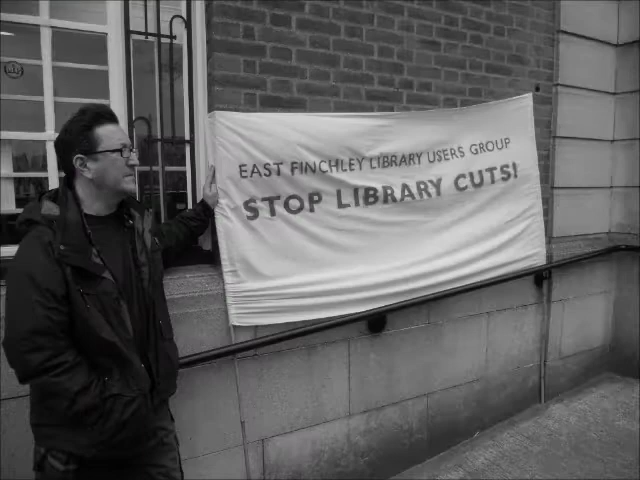 EAST FINCHLEY LIBRARY USERS GROUP
STOP LIBRARY CUTS!